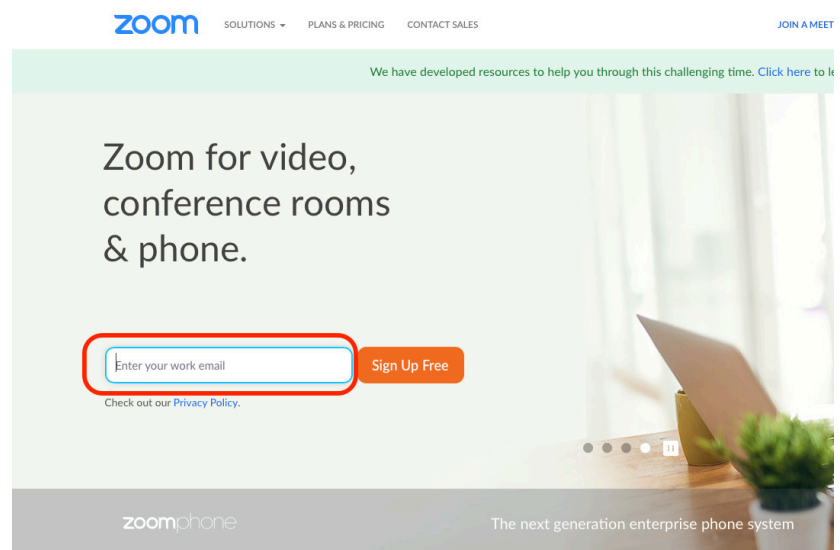 zoom SOLUTIONS PLANS & PRICING CONTACT SALES JOIN A MEET
We have developed resources to help you through this challenging time. Click here to le
Zoom for video,
conference rooms
& phone.
Enter your work email Sign Up Free
Check out our Privacy Policy.
zoomphone The next generation enterprise phone system